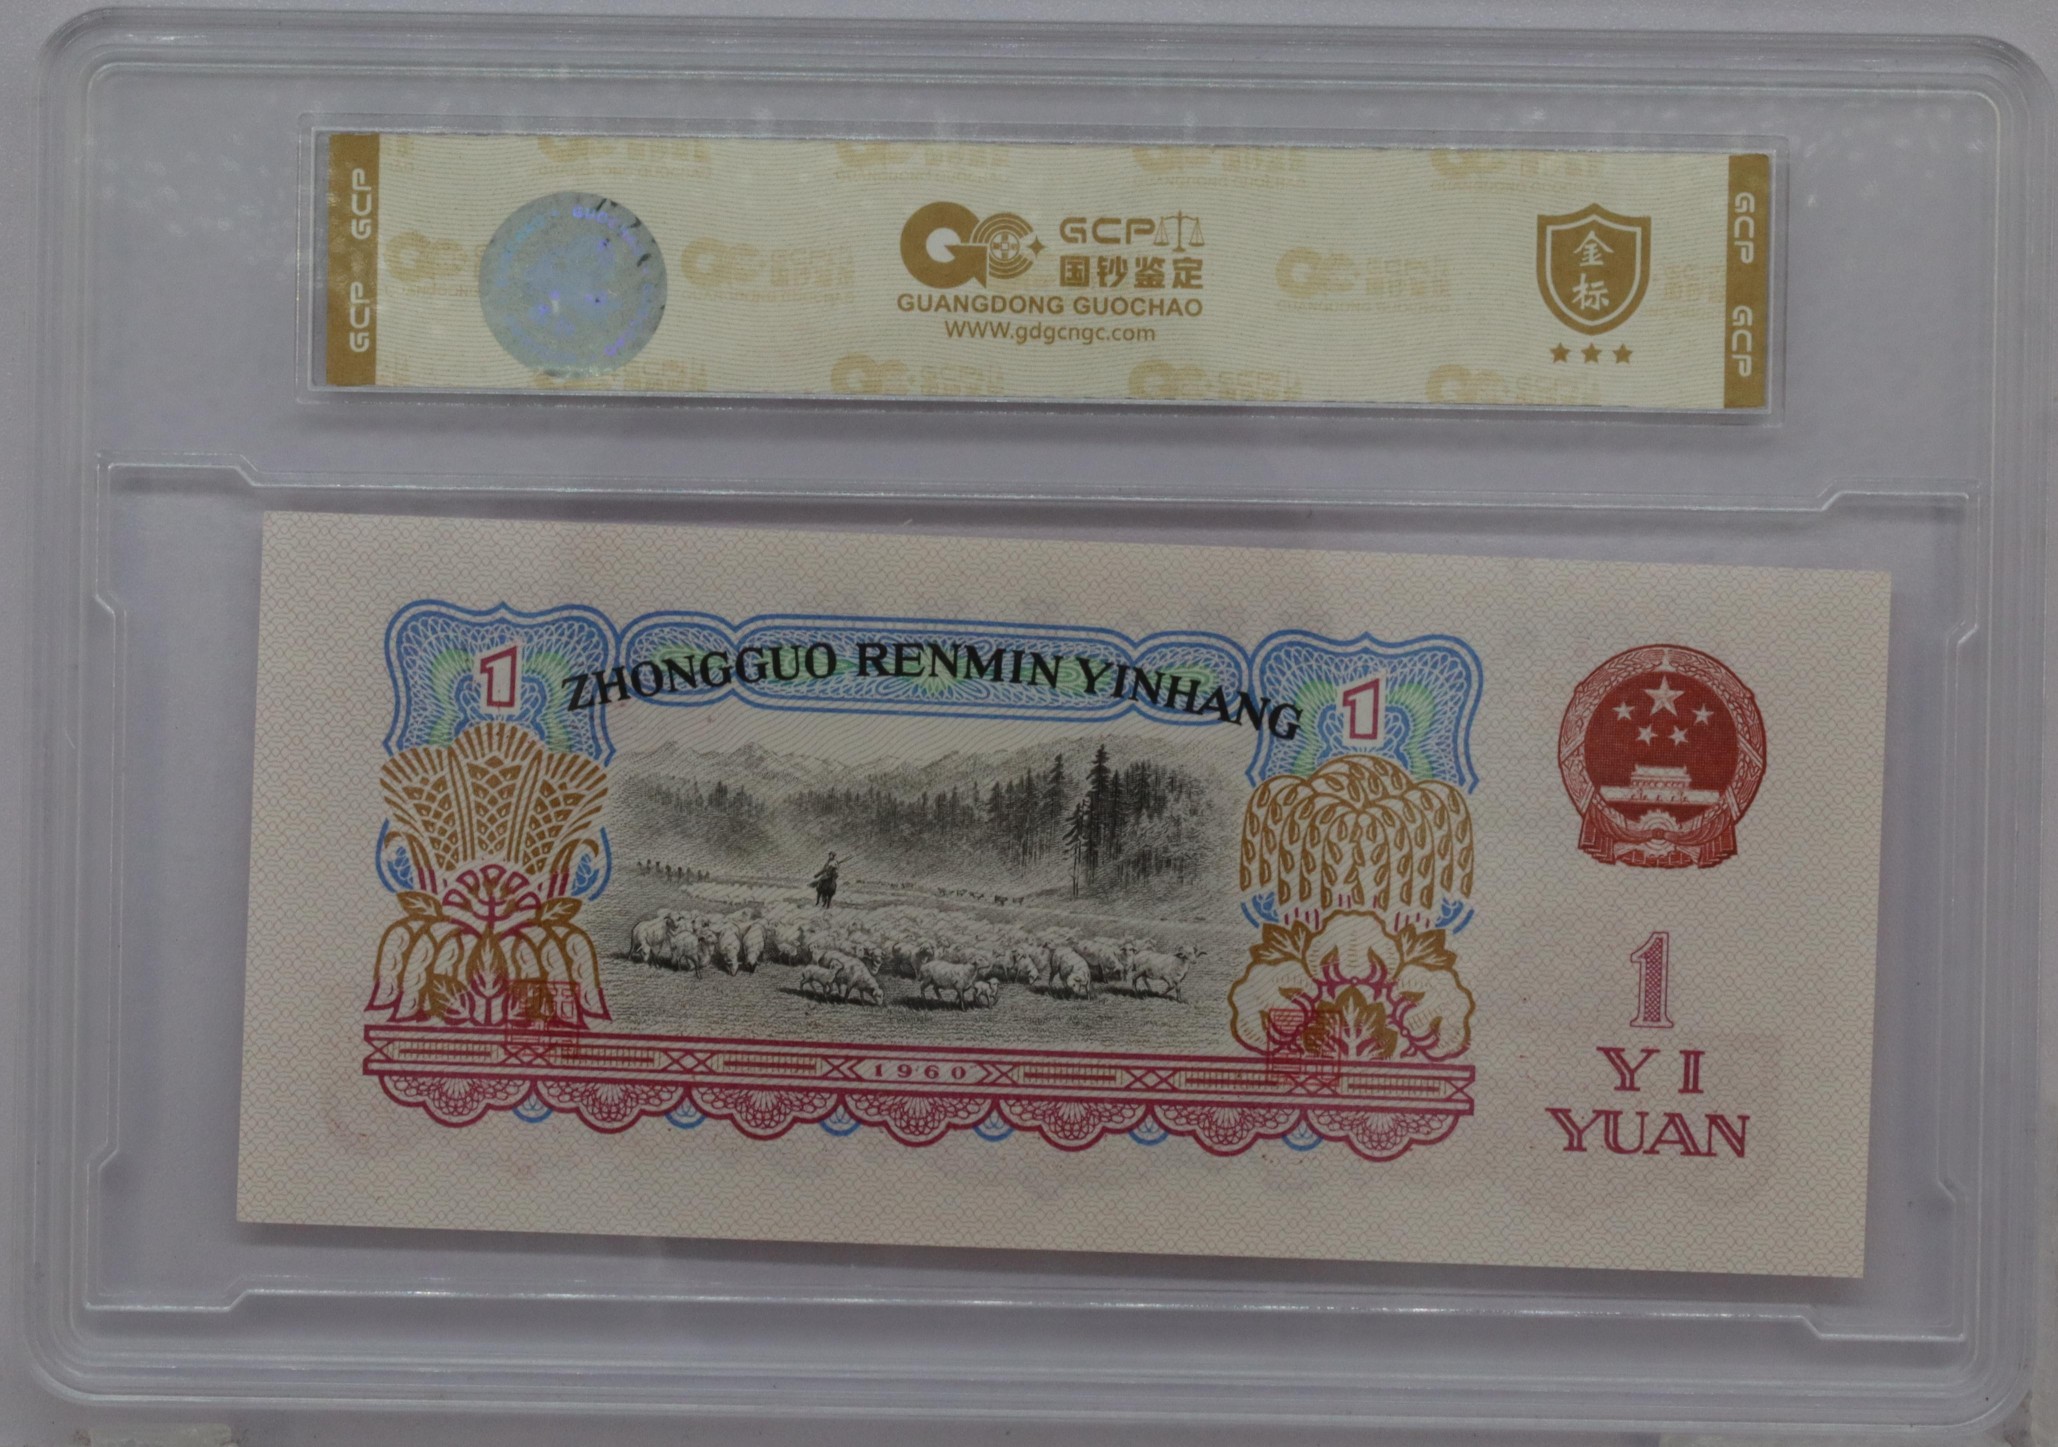 GCP GCP
GCP
国钞鉴定
GUANGDONG GUOCHAO
WWW.gdgcngc.com
金
标
GCP GCP
ZHONGGUO RENMIN YINHANG
1
1
1960
1
YI
YUAN